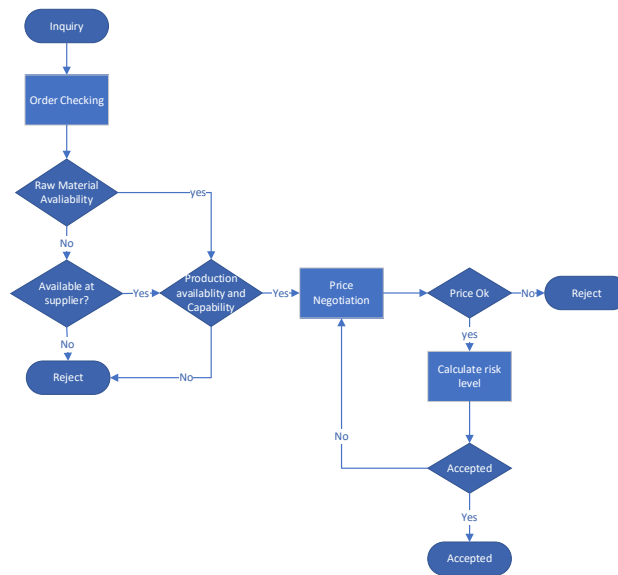 Inquiry
Order Checking
Raw Material
Avaliability
yes
No
Available at
supplier?
Yes
Production
availablity and
Capability
Yes
Price
Negotiation
Price Ok
No
Reject
No
Reject
No
yes
Calculate risk
level
No
Accepted
Yes
Accepted